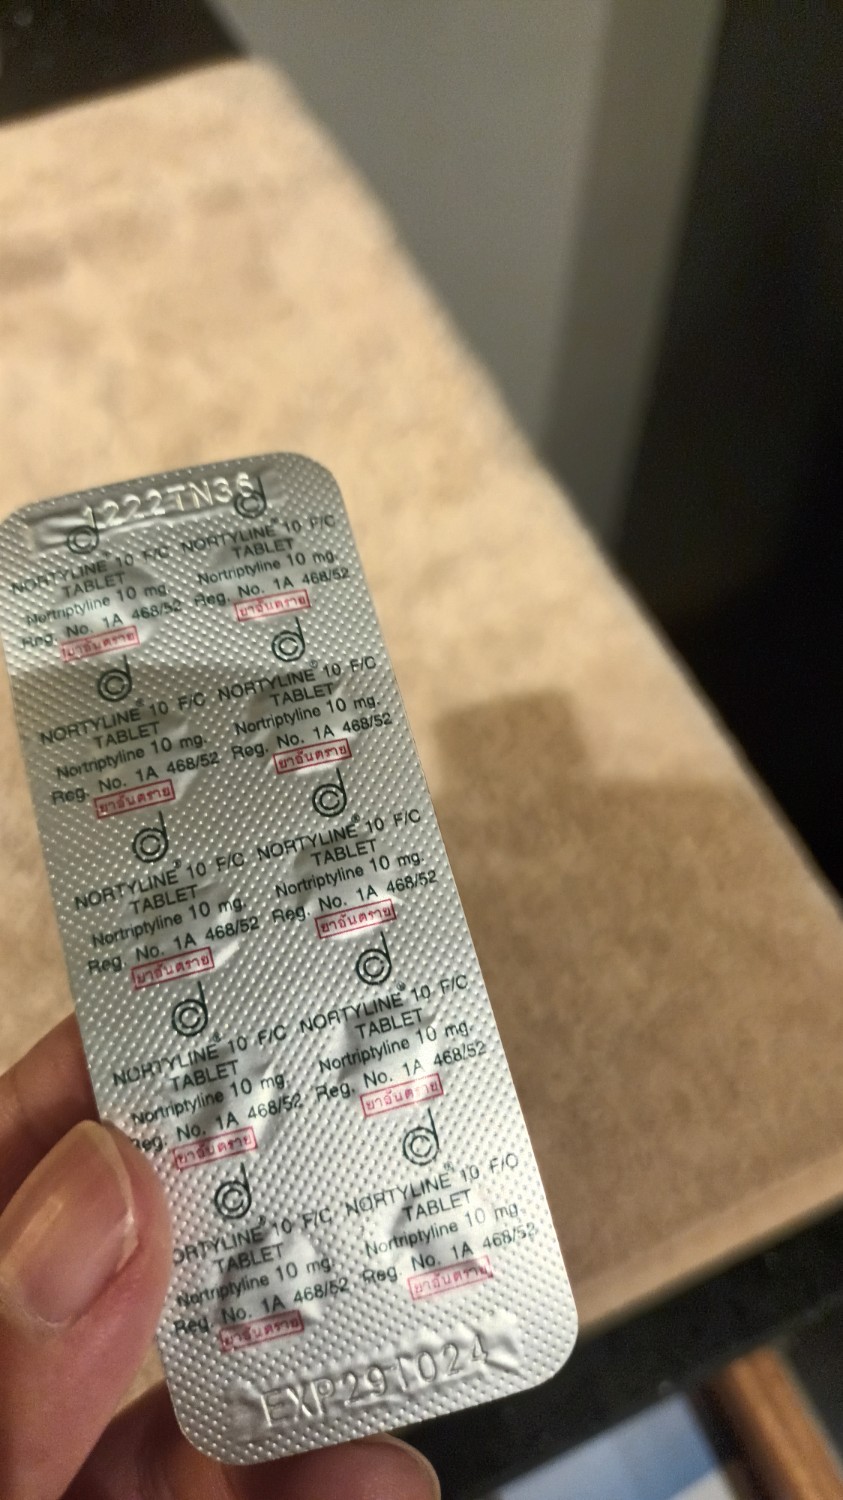 NORTYLINE® 10 F/C
TABLET
Nortriptyline 10 mg.
Reg. No. 1A 468/52
ยาอันตราย
NORTYLINE® 10 F/C
TABLET
Nortriptyline 10 mg.
Reg. No. 1A 468/52
ยาอันตราย
NORTYLINE® 10 F/C
TABLET
Nortriptyline 10 mg.
Reg. No. 1A 468/52
ยาอันตราย
NORTYLINE® 10 F/C
TABLET
Nortriptyline 10 mg.
Reg. No. 1A 468/52
ยาอันตราย
NORTYLINE® 10 F/C
TABLET
Nortriptyline 10 mg.
Reg. No. 1A 468/52
ยาอันตราย
NORTYLINE® 10 F/C
TABLET
Nortriptyline 10 mg.
Reg. No. 1A 468/52
ยาอันตราย
NORTYLINE® 10 F/C
TABLET
Nortriptyline 10 mg.
Reg. No. 1A 468/52
ยาอันตราย
NORTYLINE® 10 F/C
TABLET
Nortriptyline 10 mg.
Reg. No. 1A 468/52
ยาอันตราย
ORTYLINE® 10 F/C
TABLET
Nortriptyline 10 mg.
Reg. No. 1A 468/52
ยาอันตราย
NORTYLINE® 10 F/C
TABLET
Nortriptyline 10 mg.
Reg. No. 1A 468/52
ยาอันตราย
EXP291024